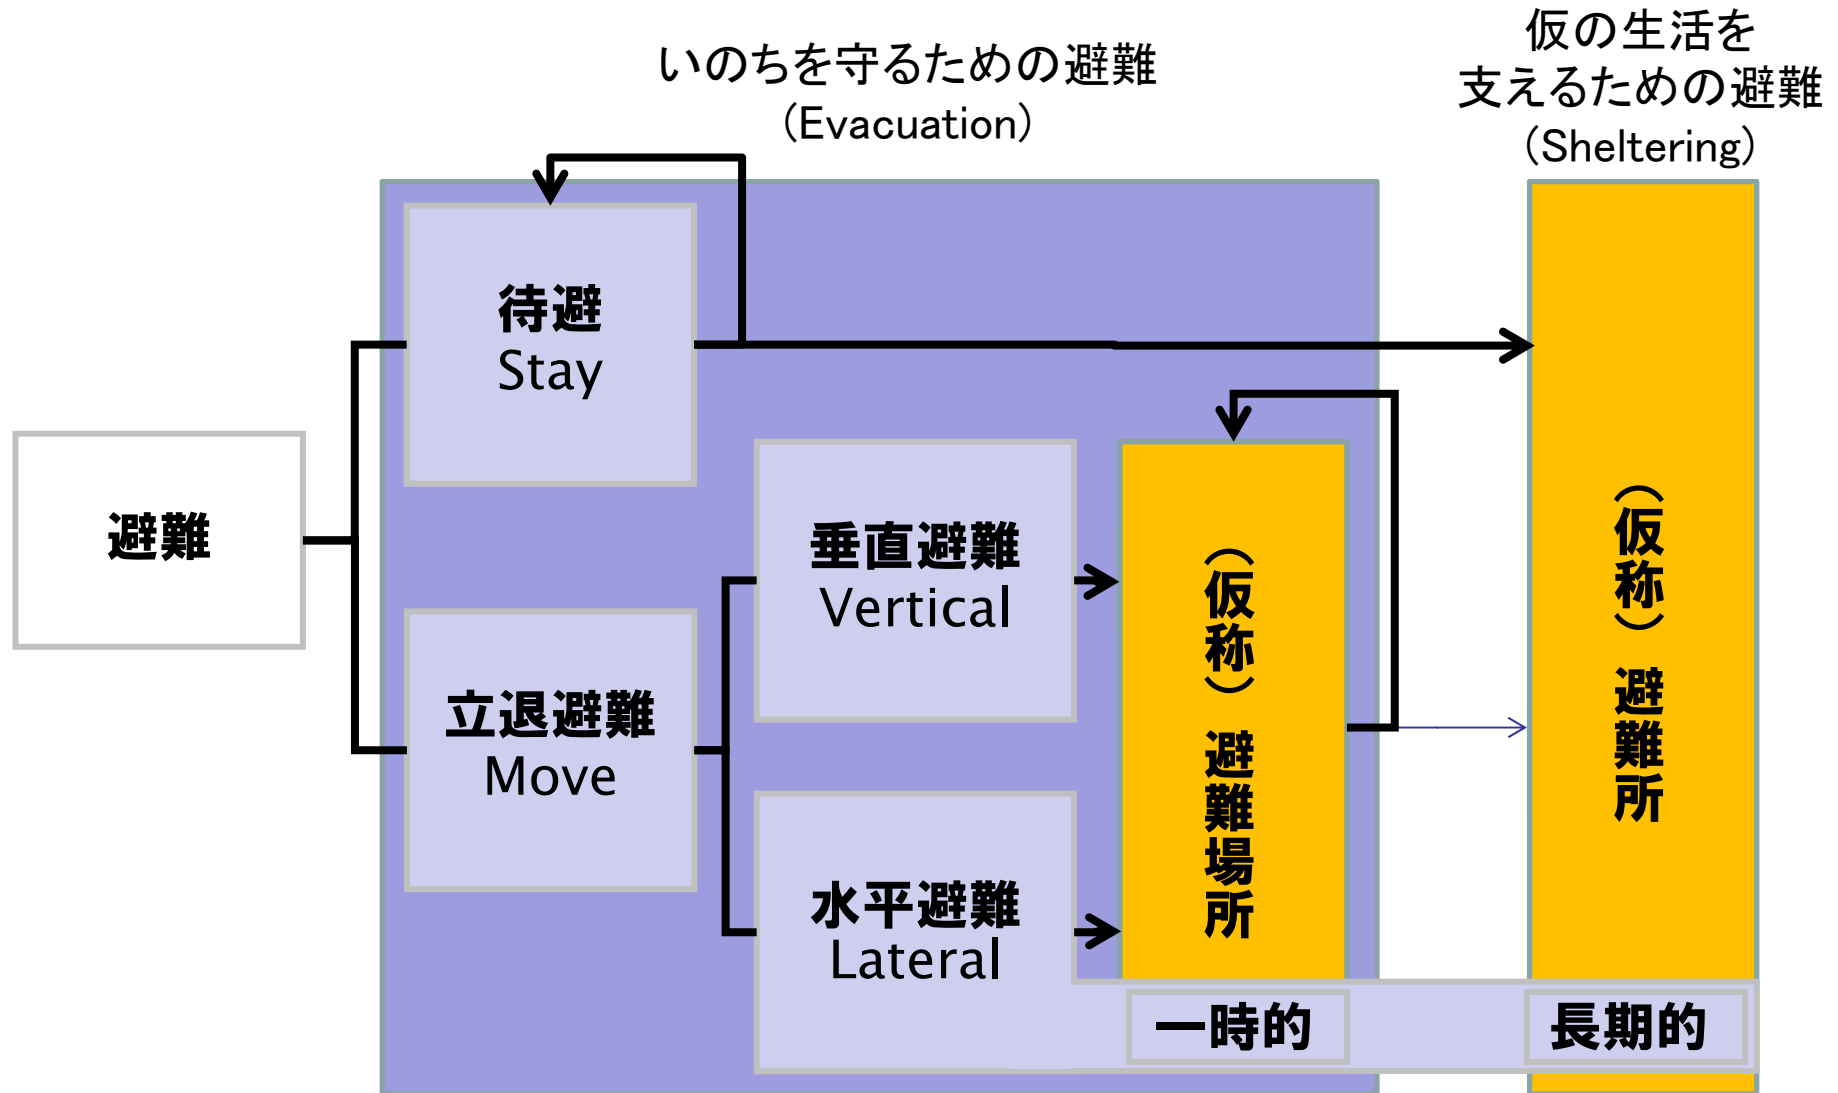 いのちを守るための避難
(Evacuation)
仮の生活を
支えるための避難
(Sheltering)
避難
待避
Stay
立退避難
Move
垂直避難
Vertical
水平避難
Lateral
(仮称)避難場所
(仮称)避難所
一時的
長期的